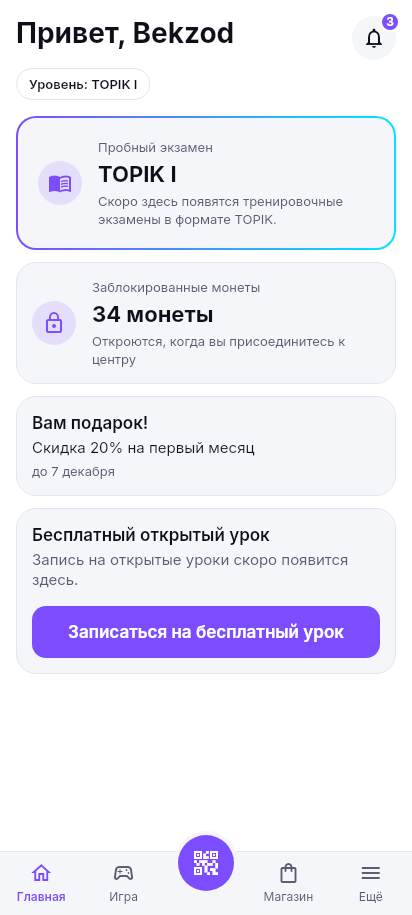 Привет, Bekzod
3
Уровень: TOPIK I
Пробный экзамен
TOPIK I
Скоро здесь появятся тренировочные
экзамены в формате TOPIK.
Заблокированные монеты
34 монеты
Откроются, когда вы присоединитесь к
центру
Вам подарок!
Скидка 20% на первый месяц
до 7 декабря
Бесплатный открытый урок
Запись на открытые уроки скоро появится
здесь.
Записаться на бесплатный урок
Главная
Игра
Магазин
Ещё